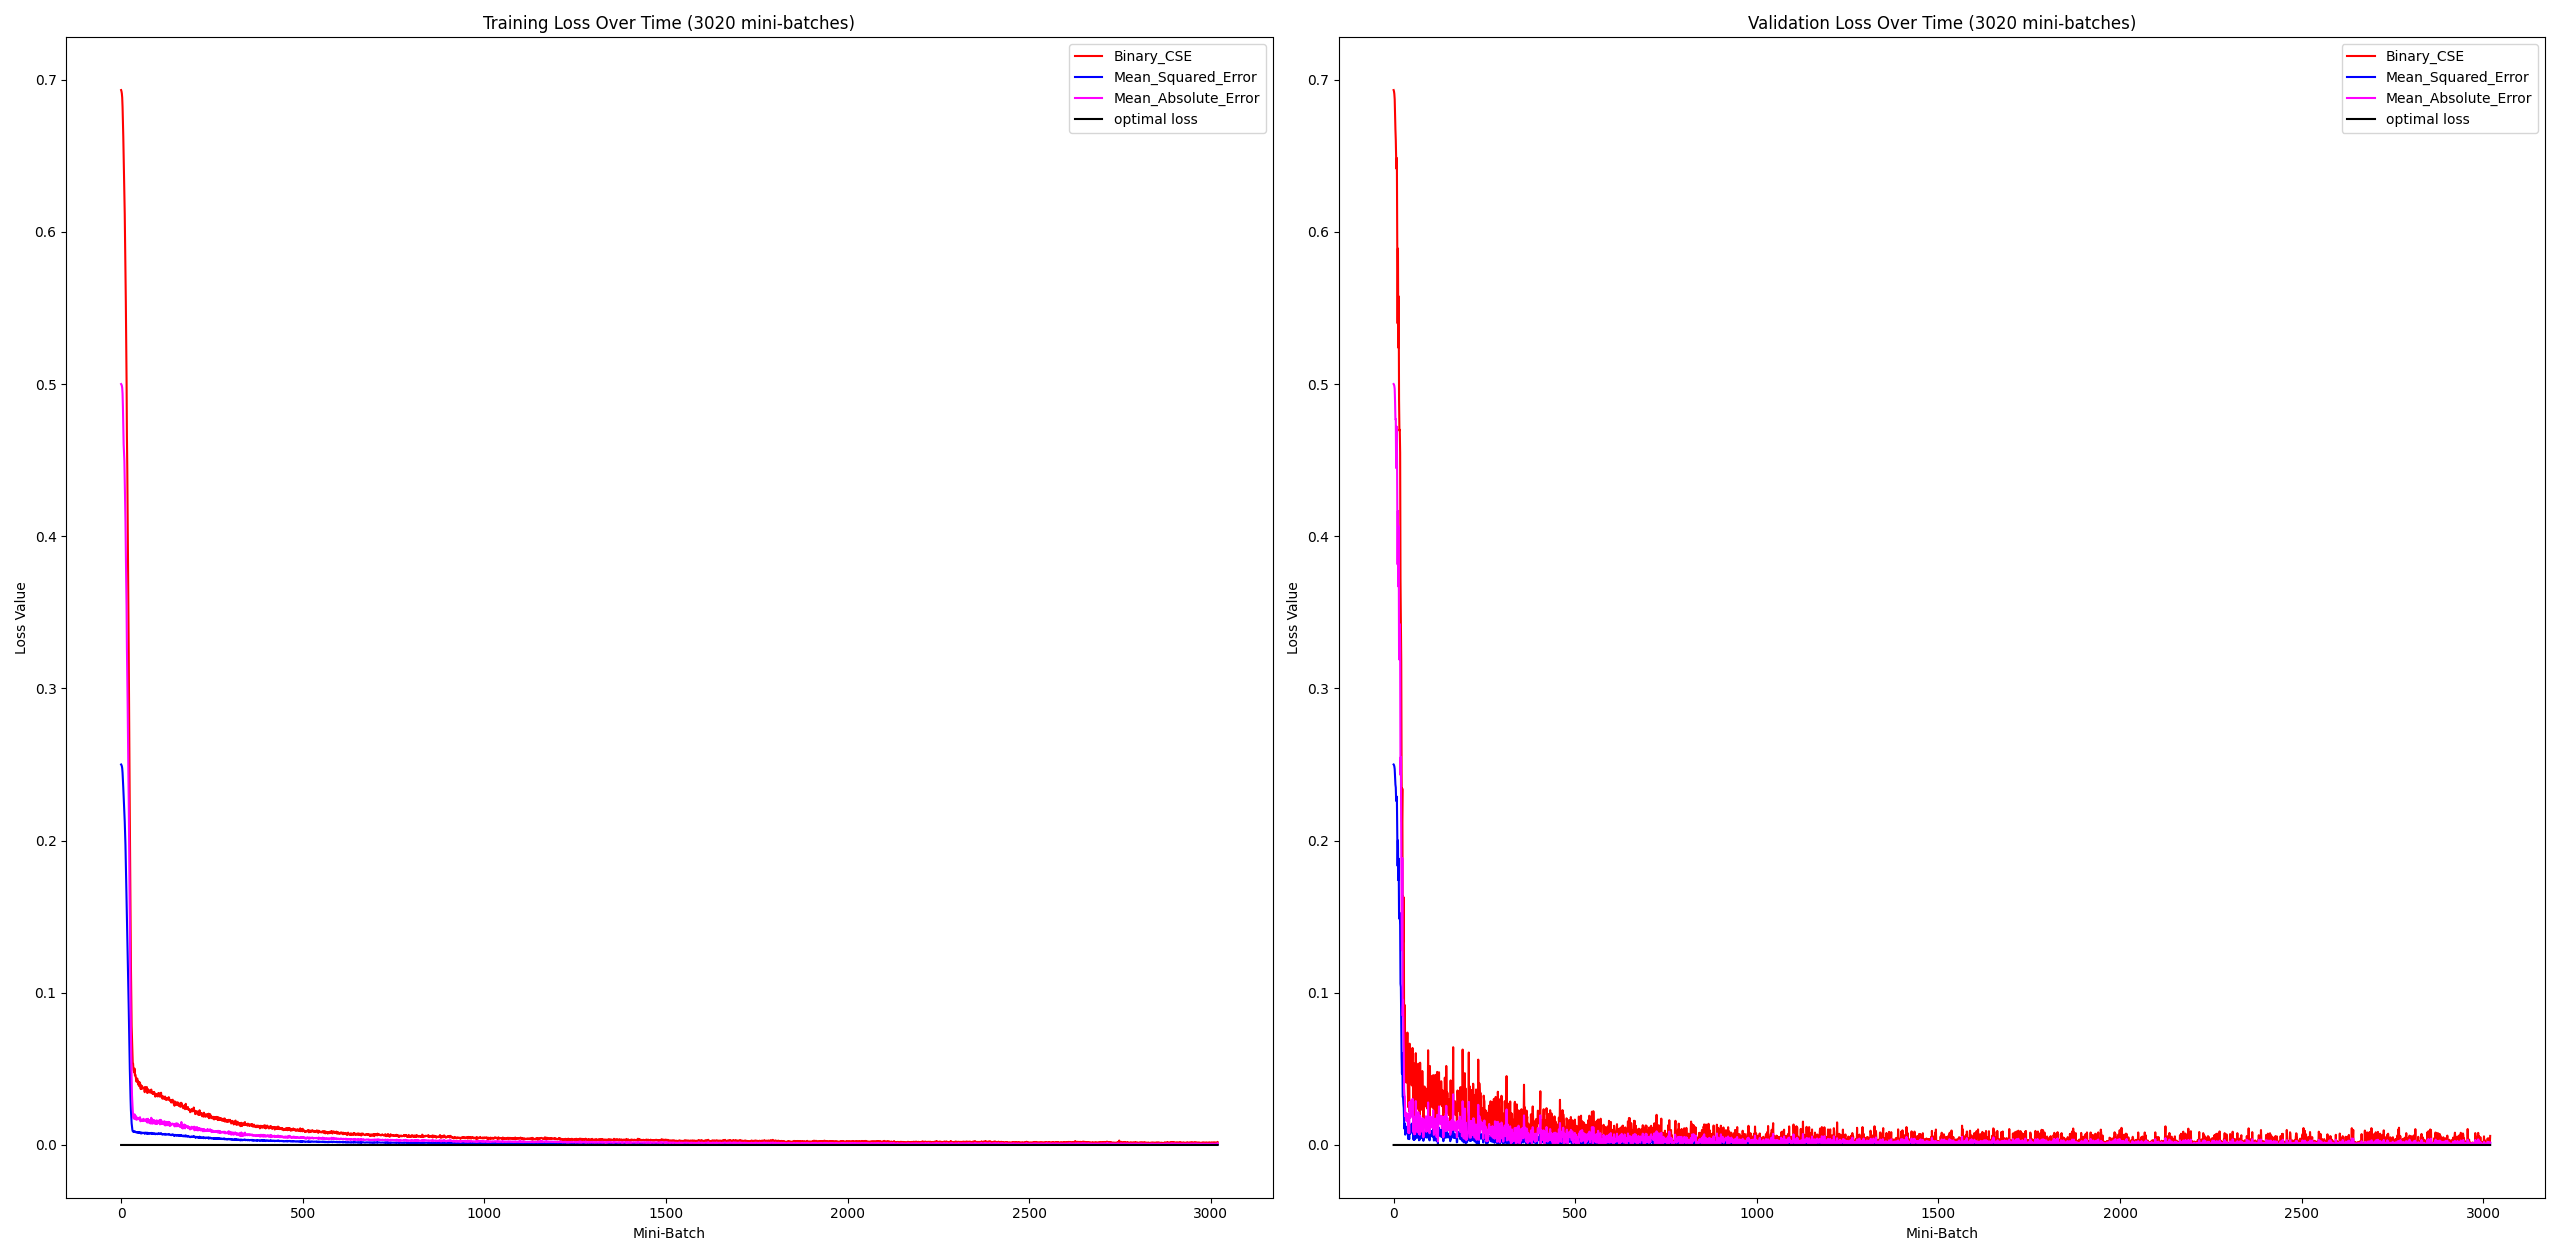 Training Loss Over Time (3020 mini-batches)
Binary_CSE
Mean_Squared_Error
Mean_Absolute_Error
optimal loss
0.7
0.6
0.5
0.4
0.3
0.2
0.1
0.0
Loss Value
0
500
1000
1500
2000
2500
3000
Mini-Batch
Validation Loss Over Time (3020 mini-batches)
Binary_CSE
Mean_Squared_Error
Mean_Absolute_Error
optimal loss
0.7
0.6
0.5
0.4
0.3
0.2
0.1
0.0
Loss Value
0
500
1000
1500
2000
2500
3000
Mini-Batch